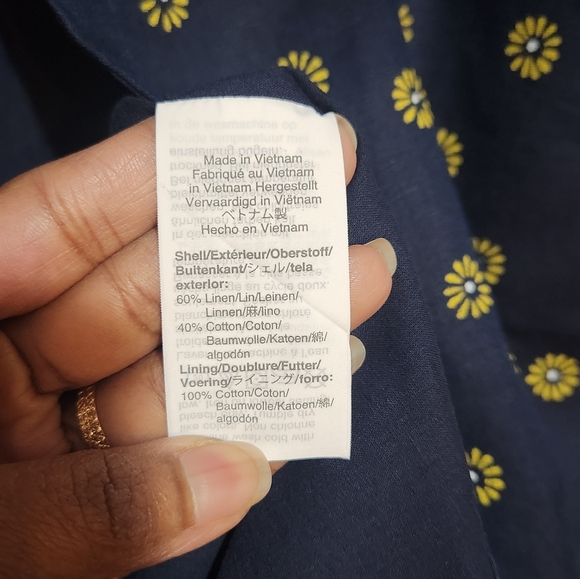 Made in Vietnam
Fabriqué au Vietnam
in Vietnam Hergestellt
Vervaardigd in Viëtnam
ベトナム製
Hecho en Vietnam
Shell/Extérieur/Oberstoff/
Buitenkant/シェル/tela
exterior:
60% Linen/Lin/Leinen/
Linnen/麻/lino
40% Cotton/Coton/
Baumwolle/Katoen/綿/
algodón
Lining/Doublure/Futter/
Voering/ライニング/forro:
100% Cotton/Coton/
Baumwolle/Katoen/綿/
algodón